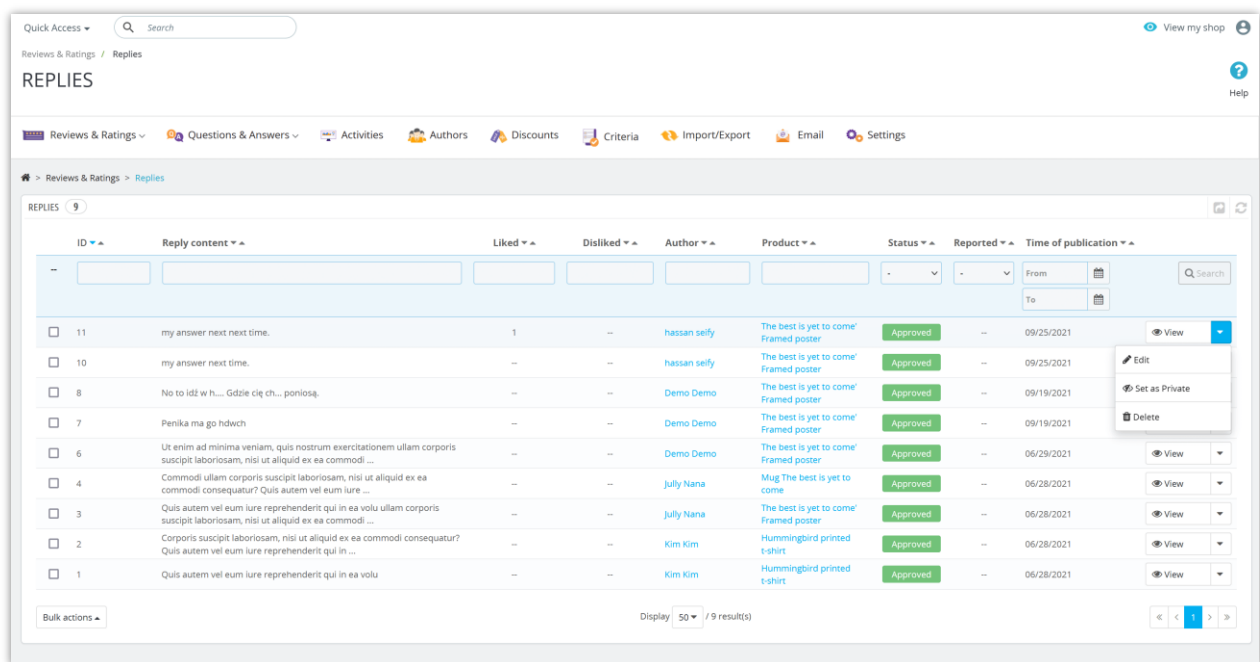 Quick Access
Search
View my shop
Reviews & Ratings / Replies
REPLIES
Help
Reviews & Ratings
Questions & Answers
Activities
Authors
Discounts
Criteria
Import/Export
Email
Settings
> Reviews & Ratings > Replies
REPLIES 9
ID Reply content Liked Disliked Author Product Status Reported Time of publication
-- - - From Search
To
11 my answer next next time. 1 -- hassan seify The best is yet to come' Approved -- 09/25/2021 View
Framed poster
10 my answer next time. -- -- hassan seify The best is yet to come' Approved -- 09/25/2021
Framed poster
Edit
8 No to idź w h.... Gdzie cię ch... poniosą. -- -- Demo Demo The best is yet to come' Approved -- 09/19/2021
Framed poster
Set as Private
7 Penika ma go hdwch -- -- Demo Demo The best is yet to come' Approved -- 09/19/2021
Framed poster
Delete
6 Ut enim ad minima veniam, quis nostrum exercitationem ullam corporis -- -- Demo Demo The best is yet to come' Approved -- 06/29/2021 View
suscipit laboriosam, nisi ut aliquid ex ea commodi ... Framed poster
4 Commodi ullam corporis suscipit laboriosam, nisi ut aliquid ex ea -- -- Jully Nana Mug The best is yet to Approved -- 06/28/2021 View
commodi consequatur? Quis autem vel eum iure ... come
3 Quis autem vel eum iure reprehenderit qui in ea volu ullam corporis -- -- Jully Nana The best is yet to come' Approved -- 06/28/2021 View
suscipit laboriosam, nisi ut aliquid ex ea commodi ... Framed poster
2 Corporis suscipit laboriosam, nisi ut aliquid ex ea commodi consequatur? -- -- Kim Kim Hummingbird printed Approved -- 06/28/2021 View
Quis autem vel eum iure reprehenderit qui in ... t-shirt
1 Quis autem vel eum iure reprehenderit qui in ea volu -- -- Kim Kim Hummingbird printed Approved -- 06/28/2021 View
t-shirt
Bulk actions
Display 50 / 9 result(s)
« < 1 > »